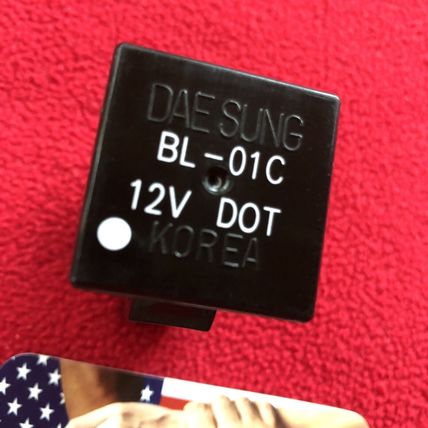 DAE SUNG
BL-01C
12V DOT
KOREA